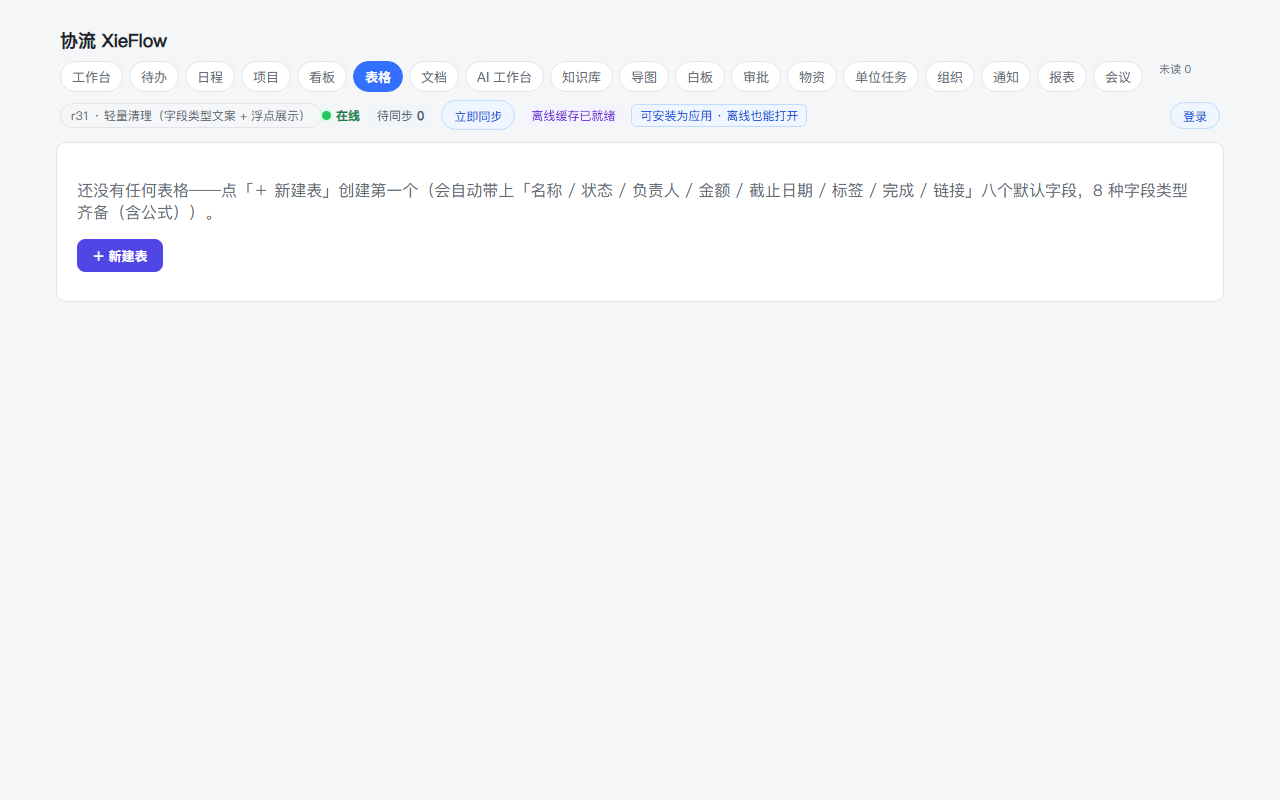 协流 XieFlow
工作台 待办 日程 项目 看板 表格 文档 AI 工作台 知识库 导图 白板 审批 物资 单位任务 组织 通知 报表 会议 未读 0
r31 · 轻量清理（字段类型文案 + 浮点展示） 在线 待同步 0 立即同步 离线缓存已就绪 可安装为应用 · 离线也能打开 登录
还没有任何表格——点「＋ 新建表」创建第一个（会自动带上「名称 / 状态 / 负责人 / 金额 / 截止日期 / 标签 / 完成 / 链接」八个默认字段，8 种字段类型
齐备（含公式））。
＋ 新建表